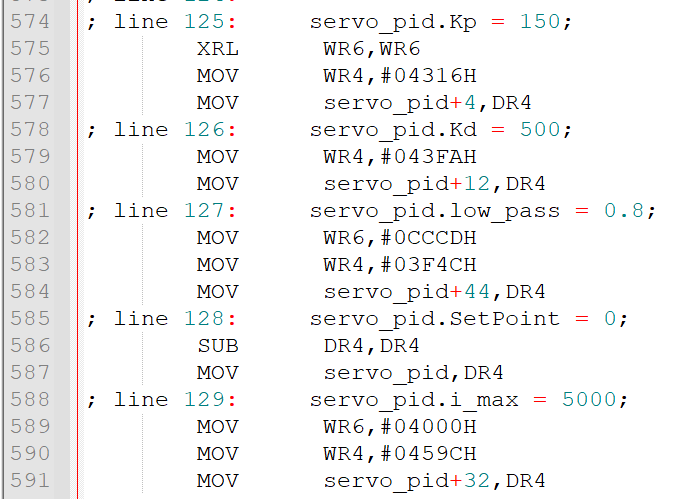 574 ; line 125: servo_pid.Kp = 150;
575 XRL WR6,WR6
576 MOV WR4,#04316H
577 MOV servo_pid+4,DR4
578 ; line 126: servo_pid.Kd = 500;
579 MOV WR4,#043FAH
580 MOV servo_pid+12,DR4
581 ; line 127: servo_pid.low_pass = 0.8;
582 MOV WR6,#0CCCDH
583 MOV WR4,#03F4CH
584 MOV servo_pid+44,DR4
585 ; line 128: servo_pid.SetPoint = 0;
586 SUB DR4,DR4
587 MOV servo_pid,DR4
588 ; line 129: servo_pid.i_max = 5000;
589 MOV WR6,#04000H
590 MOV WR4,#0459CH
591 MOV servo_pid+32,DR4